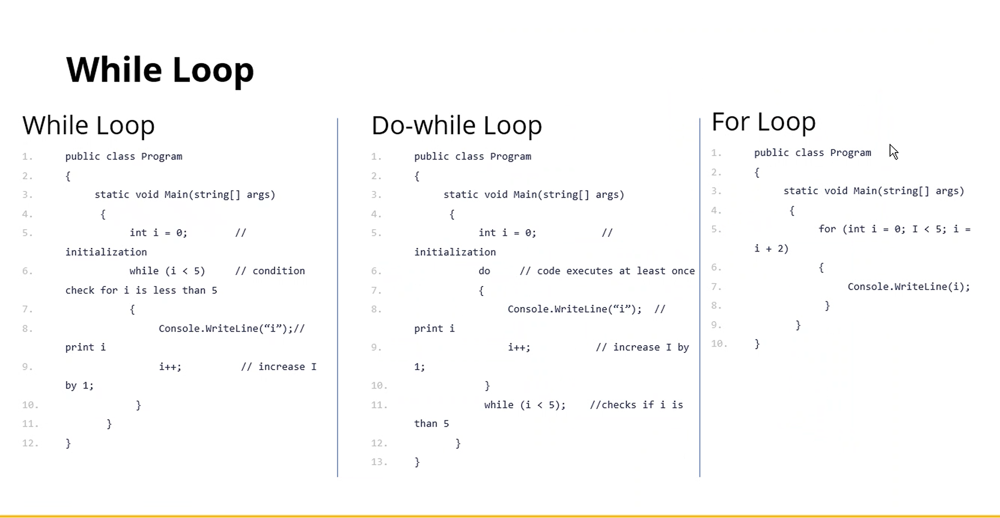 While Loop
While Loop
1. public class Program
2. {
3. static void Main(string[] args)
4. {
5. int i = 0; //
initialization
6. while (i < 5) // condition
check for i is less than 5
7. {
8. Console.WriteLine(“i”);//
print i
9. i++; // increase I
by 1;
10. }
11. }
12. }
Do-while Loop
1. public class Program
2. {
3. static void Main(string[] args)
4. {
5. int i = 0; //
initialization
6. do // code executes at least once
7. {
8. Console.WriteLine(“i”); //
print i
9. i++; // increase I by
1;
10. }
11. while (i < 5); //checks if i is
than 5
12. }
13. }
For Loop
1. public class Program
2. {
3. static void Main(string[] args)
4. {
5. for (int i = 0; I < 5; i =
i + 2)
6. {
7. Console.WriteLine(i);
8. }
9. }
10. }